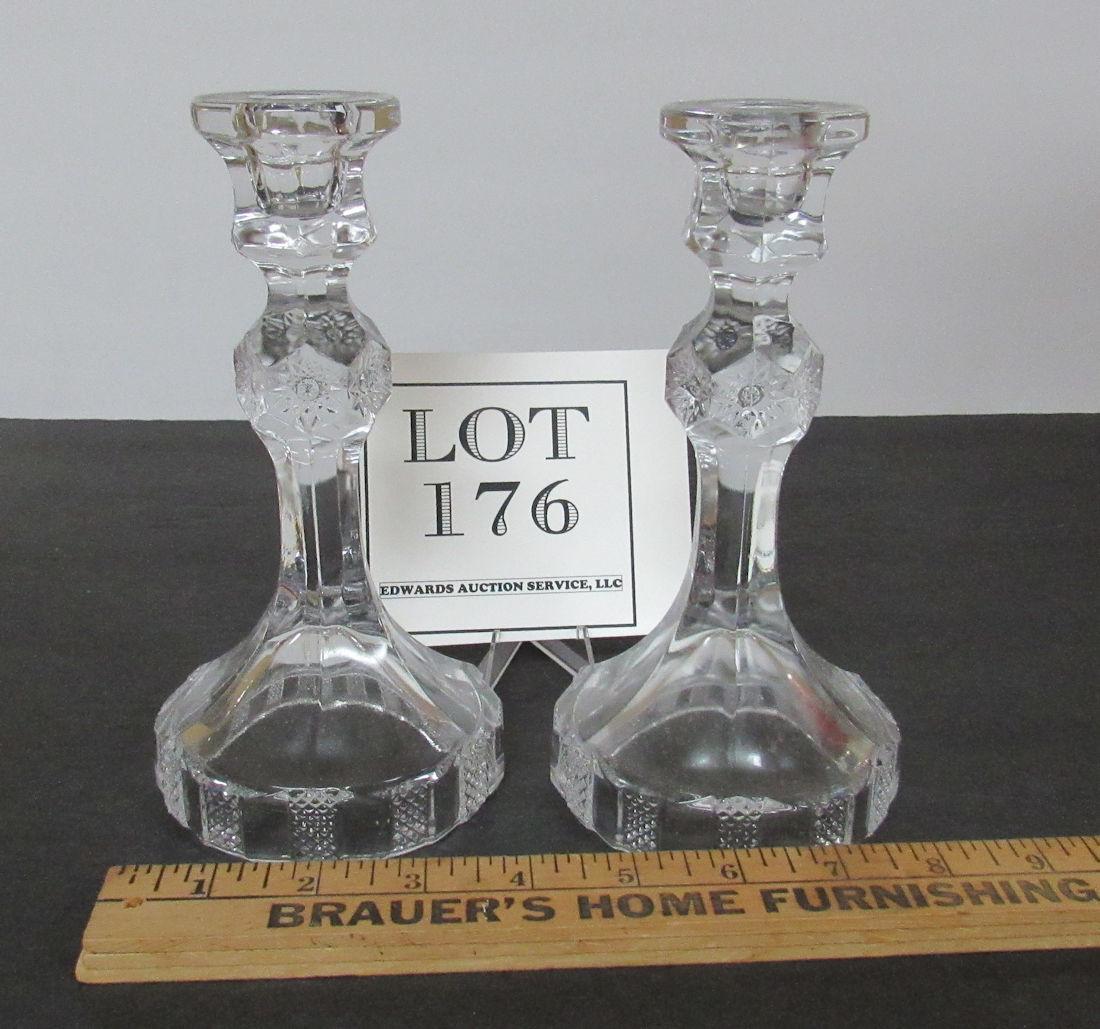 LOT
176
EDWARDS AUCTION SERVICE, LLC
1 2 3 4 5 6 7 8 9
BRAUER'S HOME FURNISHING